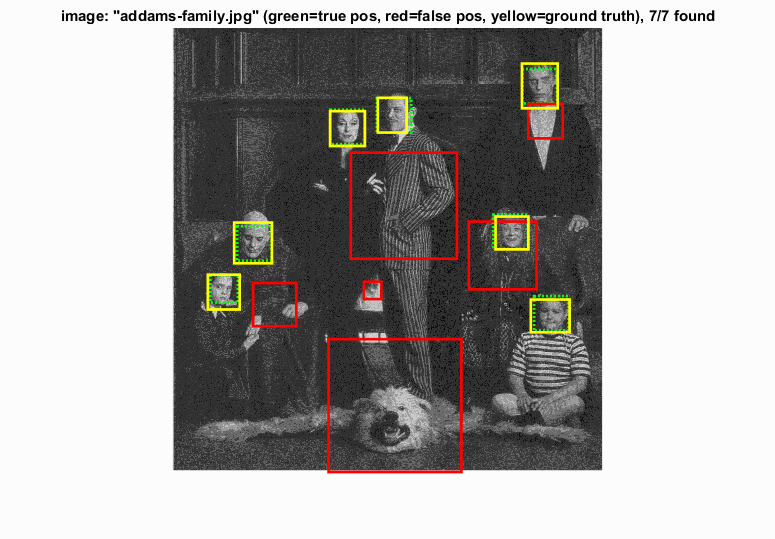 image: "addams-family.jpg" (green=true pos, red=false pos, yellow=ground truth), 7/7 found